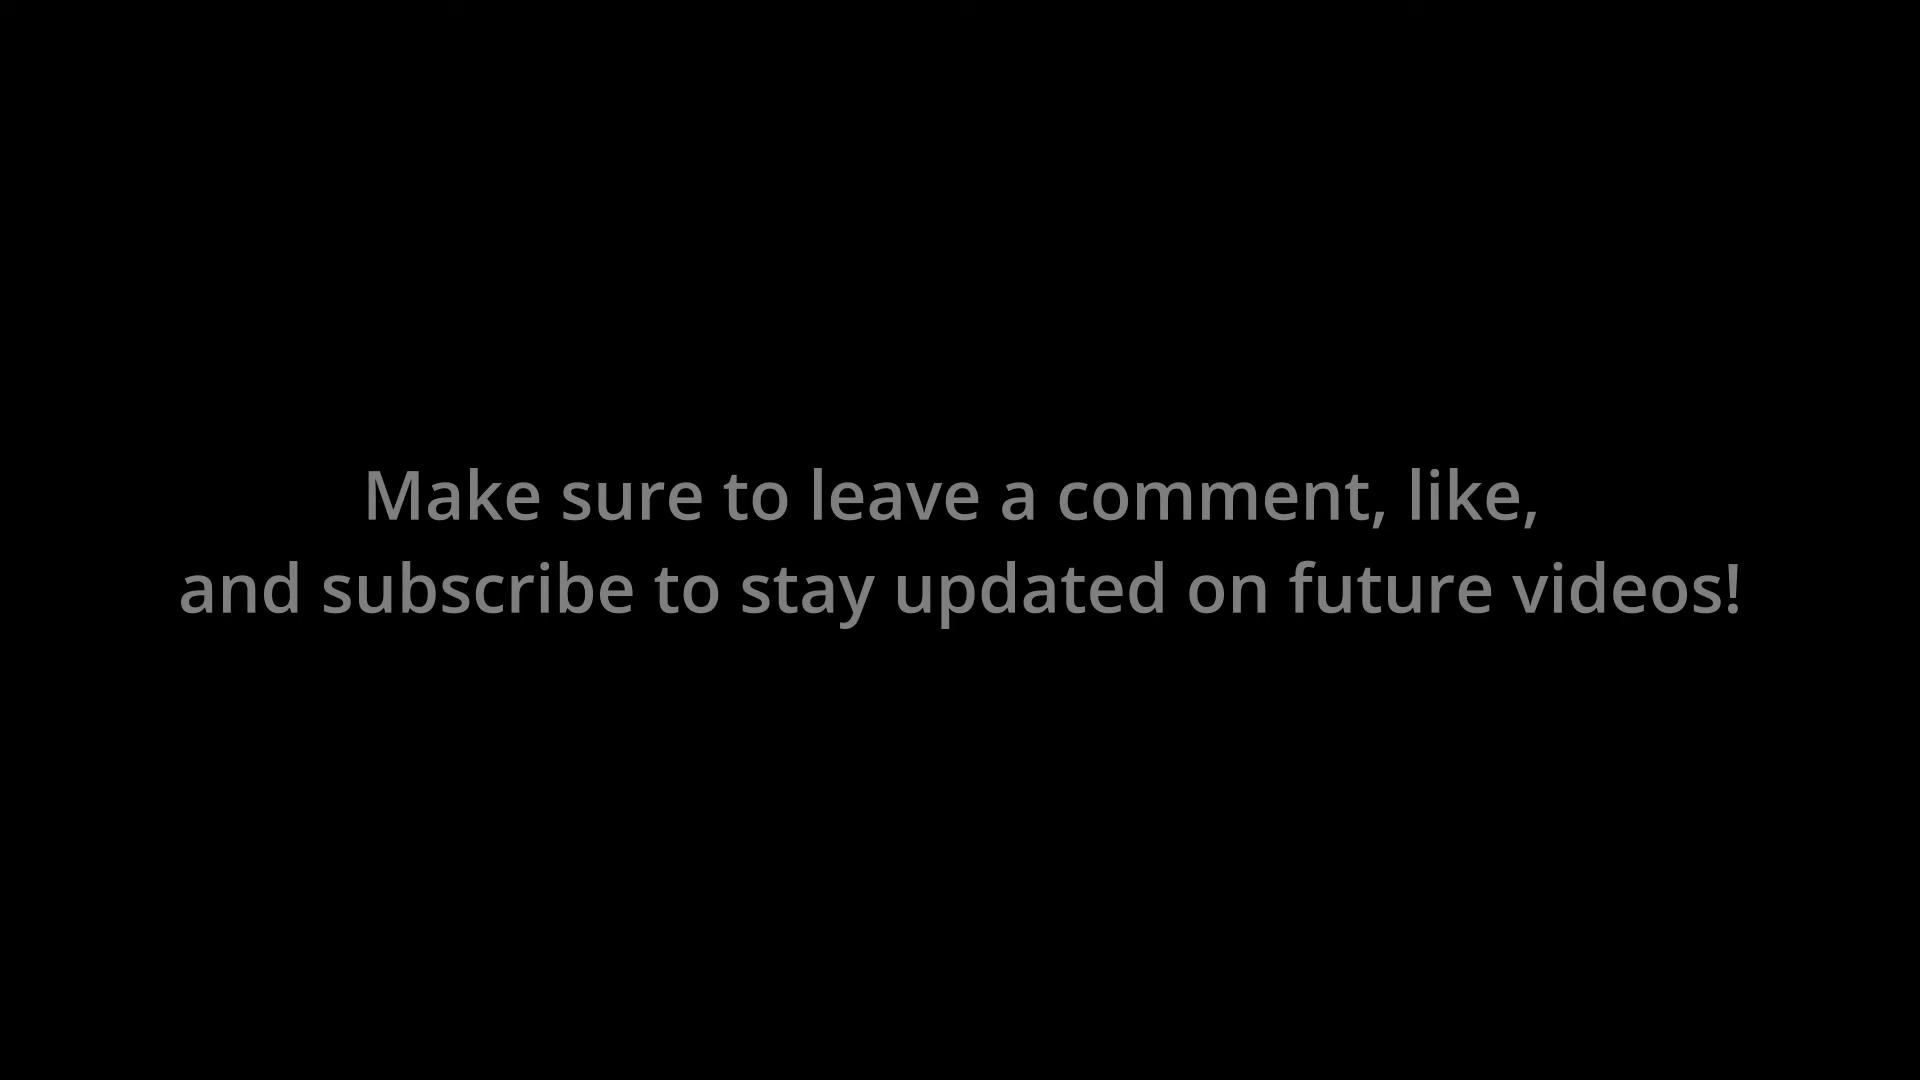 Make sure to leave a comment, like,
and subscribe to stay updated on future videos!